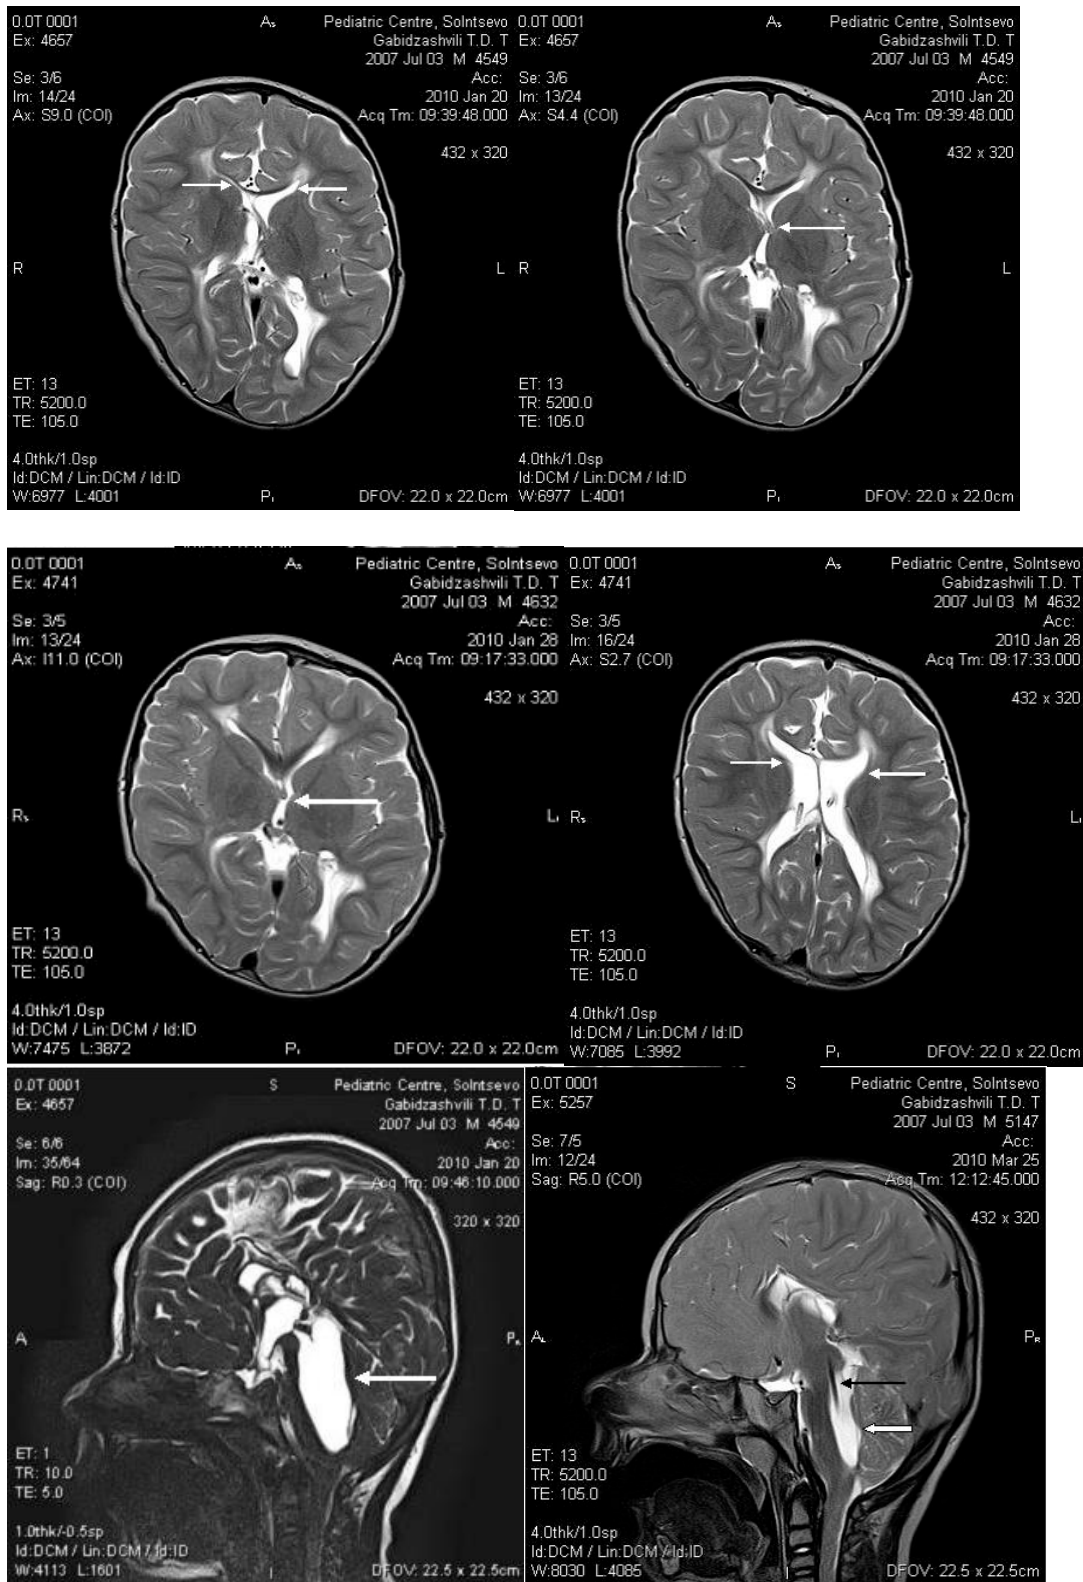 0.0T 0001
Ex: 4657
Se: 3/6
Im: 14/24
Ax: S9.0 (COI)
Pediatric Centre, Solntsevo
Gabidzashvili T.D. T
2007 Jul 03 M 4549
Acc:
2010 Jan 20
Acq Tm: 09:39:48.000
432 x 320
R
L
ET: 13
TR: 5200.0
TE: 105.0
4.0thk/1.0sp
Id:DCM / Lin:DCM / Id:ID
W:6977 L:4001
DFOV: 22.0 x 22.0cm
0.0T 0001
Ex: 4657
Se: 3/6
Im: 13/24
Ax: S4.4 (COI)
Pediatric Centre, Solntsevo
Gabidzashvili T.D. T
2007 Jul 03 M 4549
Acc:
2010 Jan 20
Acq Tm: 09:39:48.000
432 x 320
R
L
ET: 13
TR: 5200.0
TE: 105.0
4.0thk/1.0sp
Id:DCM / Lin:DCM / Id:ID
W:6977 L:4001
DFOV: 22.0 x 22.0cm
0.0T 0001
Ex: 4741
Se: 3/5
Im: 13/24
Ax: I11.0 (COI)
Pediatric Centre, Solntsevo
Gabidzashvili T.D. T
2007 Jul 03 M 4632
Acc:
2010 Jan 28
Acq Tm: 09:17:33.000
432 x 320
ET: 13
TR: 5200.0
TE: 105.0
4.0thk/1.0sp
Id:DCM / Lin:DCM / Id:ID
W:7475 L:3872
DFOV: 22.0 x 22.0cm
0.0T 0001
Ex: 4741
Se: 3/5
Im: 16/24
Ax: S2.7 (COI)
Pediatric Centre, Solntsevo
Gabidzashvili T.D. T
2007 Jul 03 M 4632
Acc:
2010 Jan 28
Acq Tm: 09:17:33.000
432 x 320
ET: 13
TR: 5200.0
TE: 105.0
4.0thk/1.0sp
Id:DCM / Lin:DCM / Id:ID
W:7085 L:3992
DFOV: 22.0 x 22.0cm
0.0T 0001
Ex: 4657
Se: 6/6
Im: 35/64
Sag: R0.3 (COI)
S
Pediatric Centre, Solntsevo
Gabidzashvili T.D. T
2007 Jul 03 M 4549
Acc:
2010 Jan 20
Acq Tm: 09:46:10.000
320 x 320
A
ET: 1
TR: 10.0
TE: 5.0
1.0thk/-0.5sp
Id:DCM / Lin:DCM / Id:ID
W:4113 L:1601
I
DFOV: 22.5 x 22.5cm
0.0T 0001
Ex: 5257
Se: 7/5
Im: 12/24
Sag: R5.0 (COI)
S
Pediatric Centre, Solntsevo
Gabidzashvili T.D. T
2007 Jul 03 M 5147
Acc:
2010 Mar 25
Acq Tm: 12:12:45.000
432 x 320
ET: 13
TR: 5200.0
TE: 105.0
4.0thk/1.0sp
Id:DCM / Lin:DCM / Id:ID
W:8030 L:4085
I
DFOV: 22.5 x 22.5cm